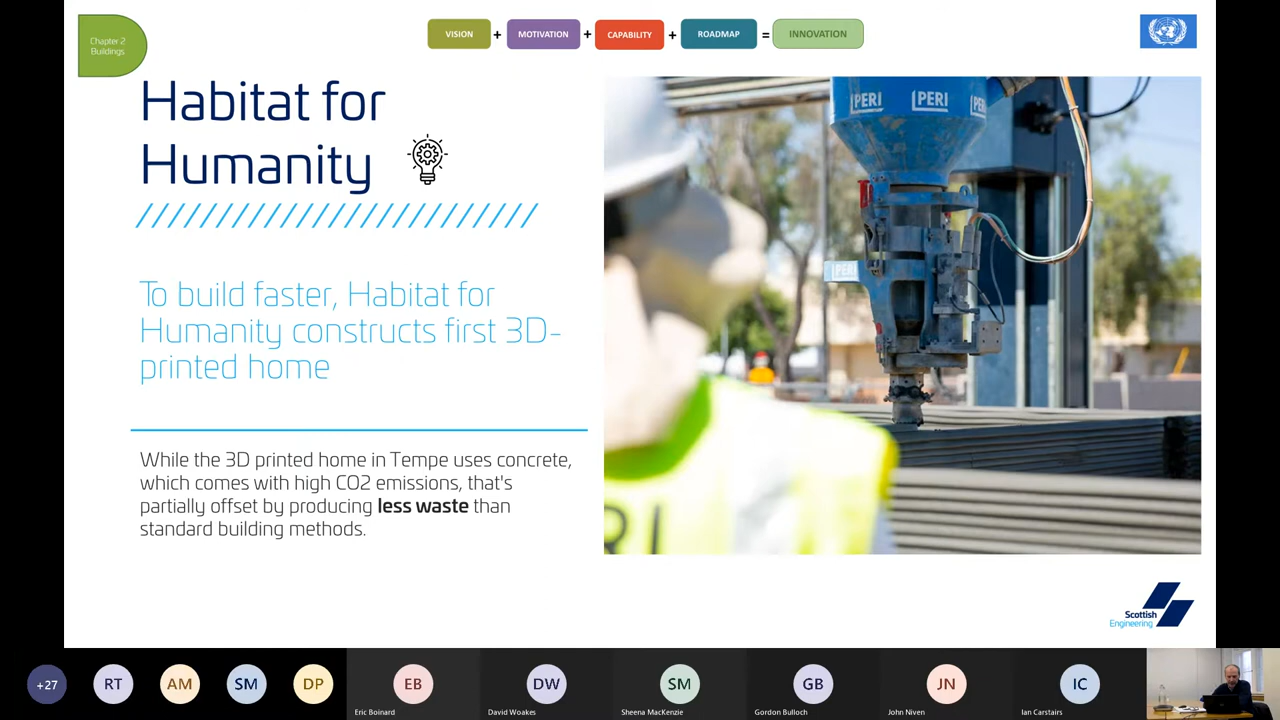 Chapter 2
Buildings
VISION + MOTIVATION + CAPABILITY + ROADMAP = INNOVATION
Habitat for
Humanity
To build faster, Habitat for
Humanity constructs first 3D-
printed home
While the 3D printed home in Tempe uses concrete,
which comes with high CO2 emissions, that's
partially offset by producing less waste than
standard building methods.
PERI PERI PE
PERI
RI
Scottish
Engineering
+27 RT AM SM DP EB DW SM GB JN IC
Eric Boinard David Woakes Sheena MacKenzie Gordon Bulloch John Niven Ian Carstairs